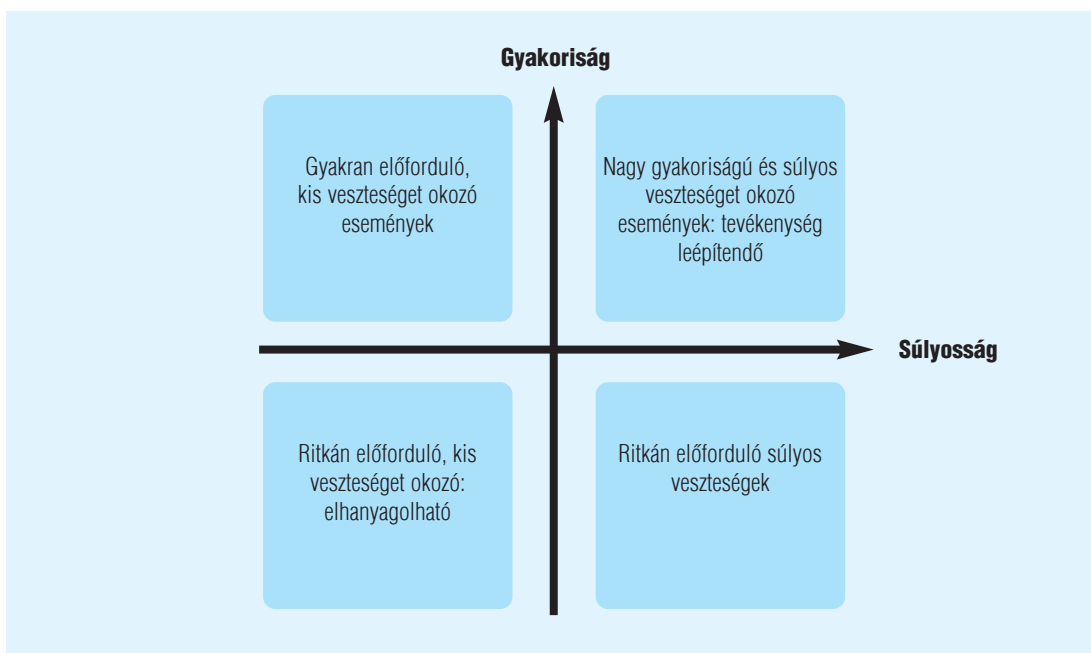 Gyakoriság
Gyakran előforduló,
kis veszteséget okozó
események
Nagy gyakoriságú és súlyos
veszteséget okozó
események: tevékenység
leépítendő
Súlyosság
Ritkán előforduló, kis
veszteséget okozó:
elhanyagolható
Ritkán előforduló súlyos
veszteségek